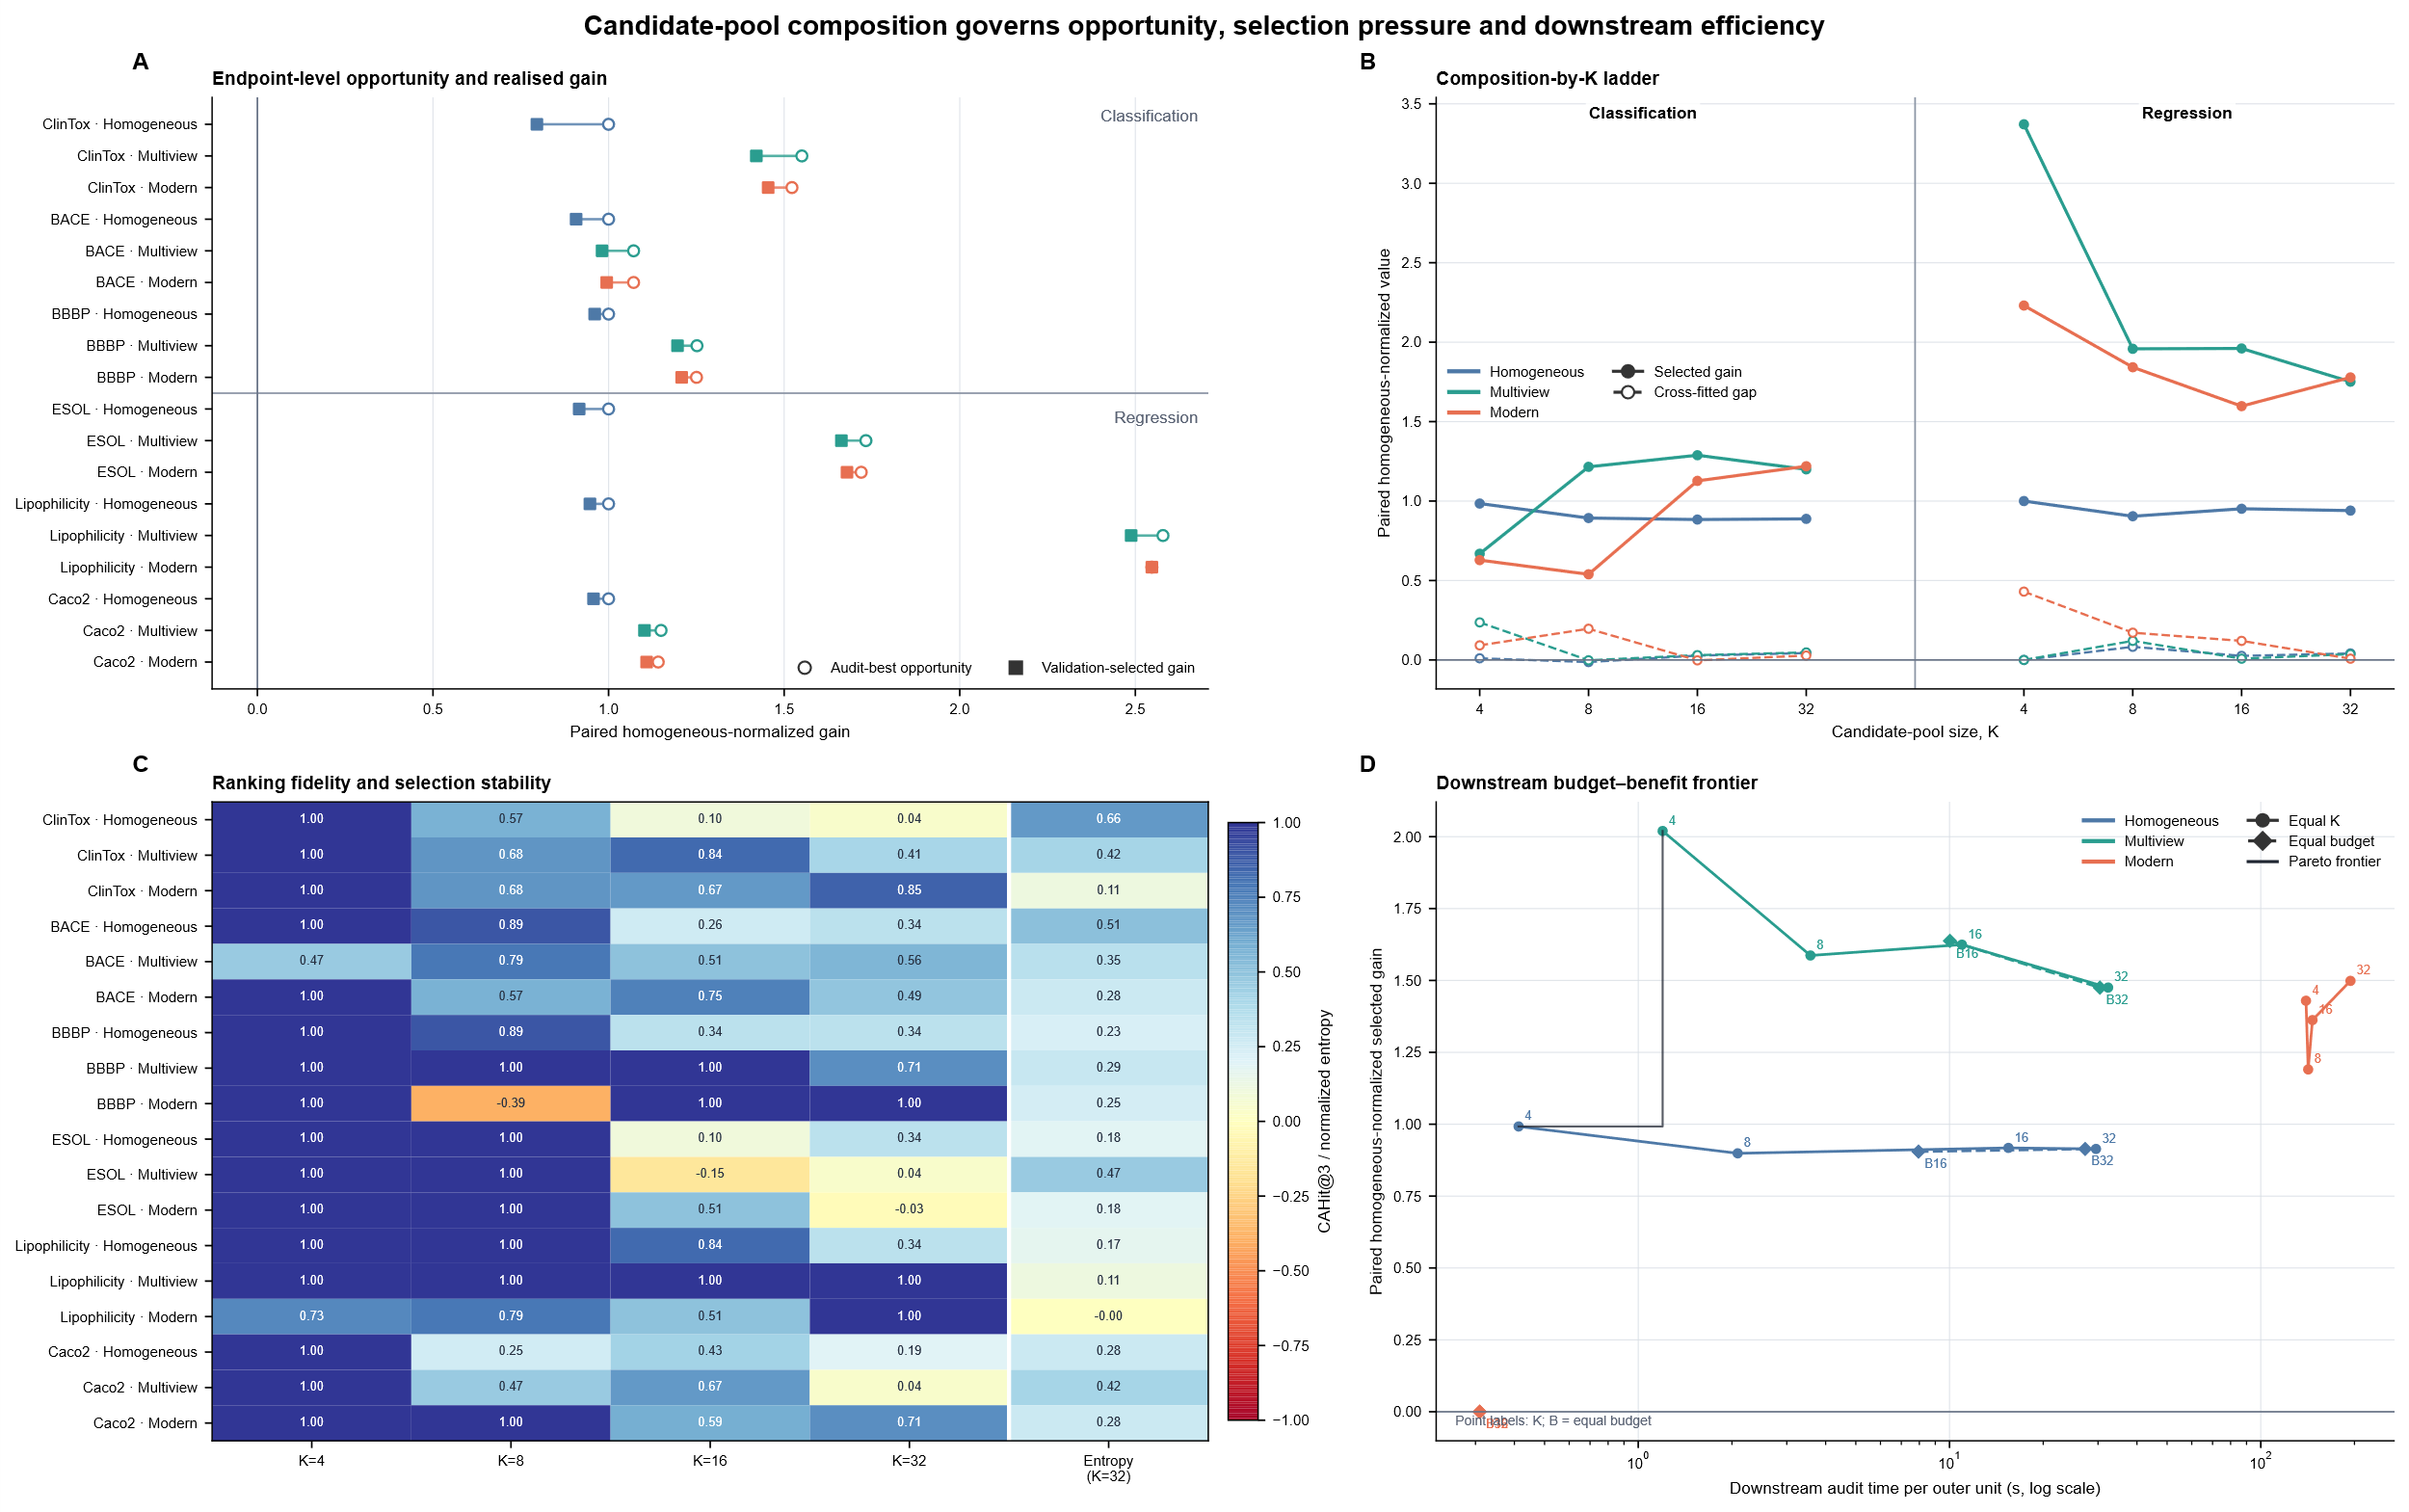 Candidate-pool composition governs opportunity, selection pressure and downstream efficiency
A
Endpoint-level opportunity and realised gain
Classification
ClinTox · Homogeneous
ClinTox · Multiview
ClinTox · Modern
BACE · Homogeneous
BACE · Multiview
BACE · Modern
BBBP · Homogeneous
BBBP · Multiview
BBBP · Modern
ESOL · Homogeneous
Regression
ESOL · Multiview
ESOL · Modern
Lipophilicity · Homogeneous
Lipophilicity · Multiview
Lipophilicity · Modern
Caco2 · Homogeneous
Caco2 · Multiview
Caco2 · Modern
Audit-best opportunity
Validation-selected gain
0.0 0.5 1.0 1.5 2.0 2.5
Paired homogeneous-normalized gain
B
Composition-by-K ladder
Classification
Regression
3.5
3.0
2.5
2.0
1.5
1.0
0.5
0.0
Paired homogeneous-normalized value
Homogeneous
Multiview
Modern
Selected gain
Cross-fitted gap
4 8 16 32 4 8 16 32
Candidate-pool size, K
C
Ranking fidelity and selection stability
ClinTox · Homogeneous 1.00 0.57 0.10 0.04 0.66
ClinTox · Multiview 1.00 0.68 0.84 0.41 0.42
ClinTox · Modern 1.00 0.68 0.67 0.85 0.11
BACE · Homogeneous 1.00 0.89 0.26 0.34 0.51
BACE · Multiview 0.47 0.79 0.51 0.56 0.35
BACE · Modern 1.00 0.57 0.75 0.49 0.28
BBBP · Homogeneous 1.00 0.89 0.34 0.34 0.23
BBBP · Multiview 1.00 1.00 1.00 0.71 0.29
BBBP · Modern 1.00 -0.39 1.00 1.00 0.25
ESOL · Homogeneous 1.00 1.00 0.10 0.34 0.18
ESOL · Multiview 1.00 1.00 -0.15 0.04 0.47
ESOL · Modern 1.00 1.00 0.51 -0.03 0.18
Lipophilicity · Homogeneous 1.00 1.00 0.84 0.34 0.17
Lipophilicity · Multiview 1.00 1.00 1.00 1.00 0.11
Lipophilicity · Modern 0.73 0.79 0.51 1.00 -0.00
Caco2 · Homogeneous 1.00 0.25 0.43 0.19 0.28
Caco2 · Multiview 1.00 0.47 0.67 0.04 0.42
Caco2 · Modern 1.00 1.00 0.59 0.71 0.28
K=4 K=8 K=16 K=32 Entropy
(K=32)
1.00
0.75
0.50
0.25
0.00
−0.25
−0.50
−0.75
−1.00
CAHit@3 / normalized entropy
D
Downstream budget–benefit frontier
Homogeneous
Multiview
Modern
Equal K
Equal budget
Pareto frontier
2.00
1.75
1.50
1.25
1.00
0.75
0.50
0.25
0.00
Paired homogeneous-normalized selected gain
4
8
16
B16
32
B32
4
16
32
8
4
8
16
B16
32
B32
Point labels: K; B = equal budget
10⁰ 10¹ 10²
Downstream audit time per outer unit (s, log scale)